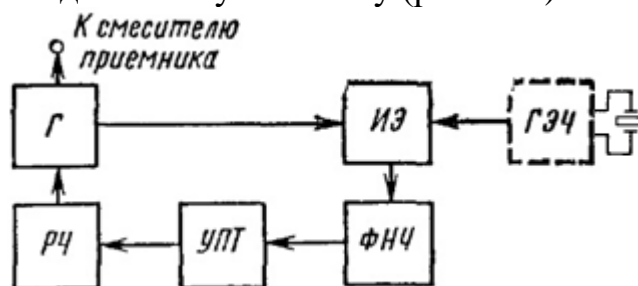 К смесителю
приемника
Г
ИЭ
ГЭЧ
РЧ
УПТ
ФНЧ